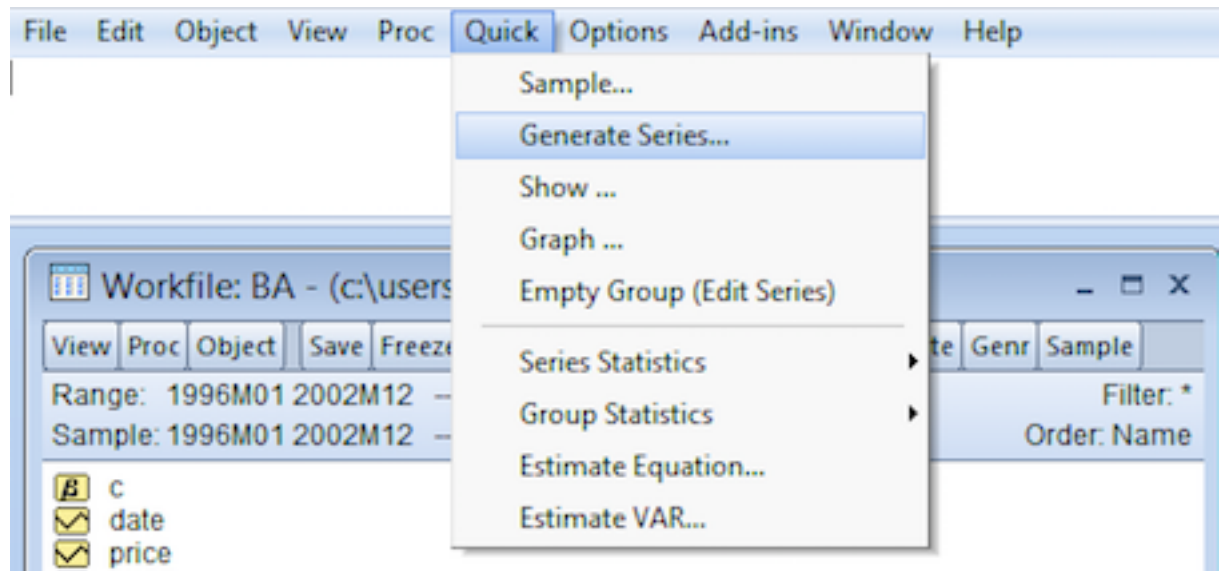 File Edit Object View Proc Quick Options Add-ins Window Help
Sample...
Generate Series...
Show ...
Graph ...
Empty Group (Edit Series)
Series Statistics
Group Statistics
Estimate Equation...
Estimate VAR...
Workfile: BA - (c:\users
View Proc Object Save Freeze Genr Sample
Range: 1996M01 2002M12 -- Filter: *
Sample: 1996M01 2002M12 -- Order: Name
β c
date
price